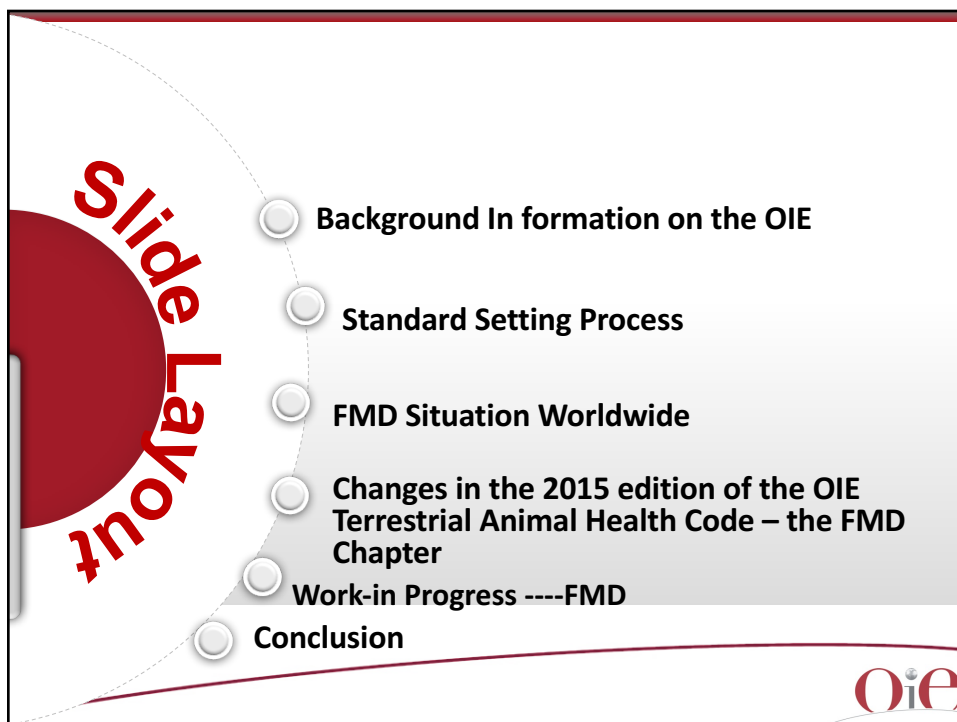 Slide Layout
Background In formation on the OIE
Standard Setting Process
FMD Situation Worldwide
Changes in the 2015 edition of the OIE
Terrestrial Animal Health Code – the FMD
Chapter
Work-in Progress ----FMD
Conclusion
OiE